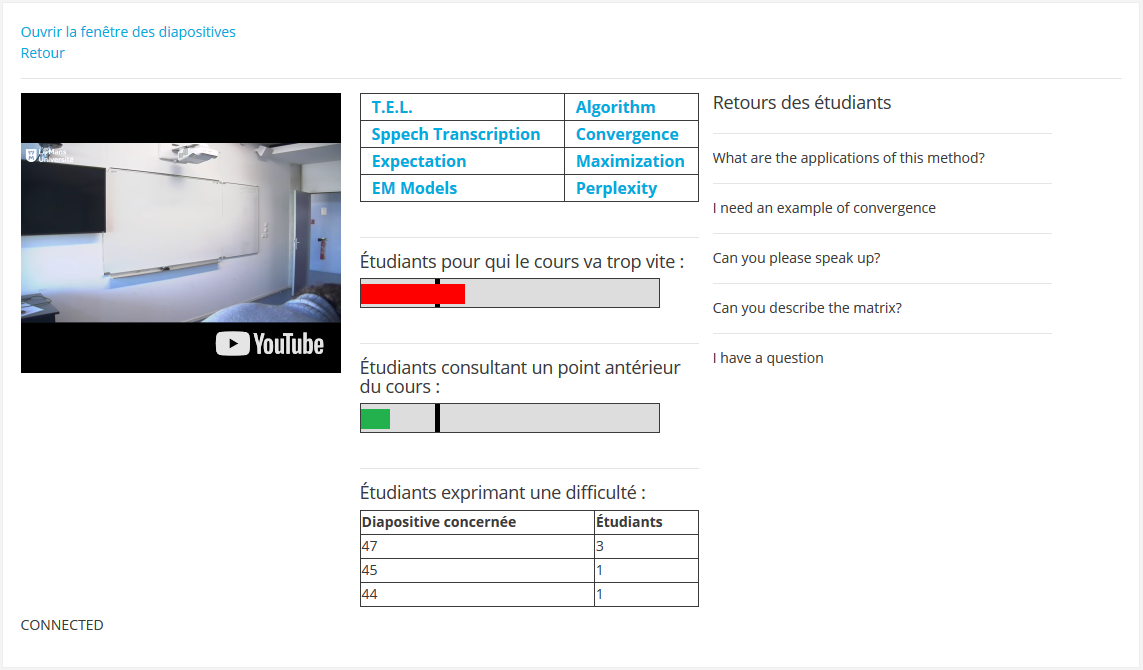 Ouvrir la fenêtre des diapositives
Retour
Le Mans
Université
YouTube
T.E.L. Algorithm
Sppech Transcription Convergence
Expectation Maximization
EM Models Perplexity
Étudiants pour qui le cours va trop vite :
Étudiants consultant un point antérieur
du cours :
Étudiants exprimant une difficulté :
Diapositive concernée Étudiants
47 3
45 1
44 1
Retours des étudiants
What are the applications of this method?
I need an example of convergence
Can you please speak up?
Can you describe the matrix?
I have a question
CONNECTED